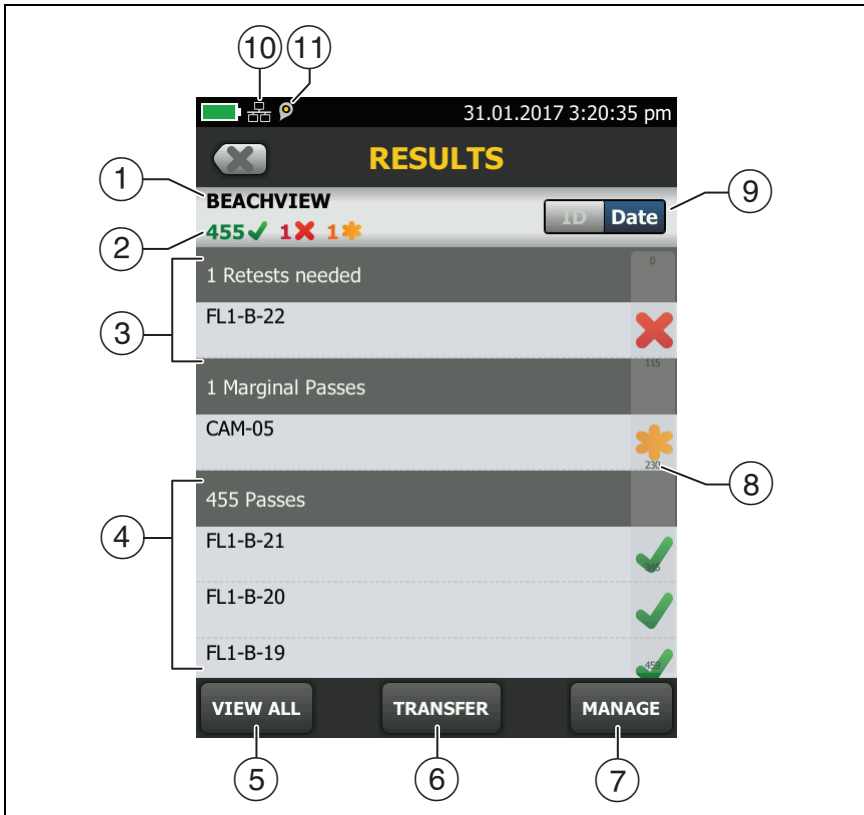 10 11
31.01.2017 3:20:35 pm
RESULTS
1
BEACHVIEW
ID Date
9
2
455 1 1
0
3
1 Retests needed
FL1-B-22
115
1 Marginal Passes
CAM-05
230
8
4
455 Passes
FL1-B-21
345
FL1-B-20
FL1-B-19
459
VIEW ALL TRANSFER MANAGE
5 6 7